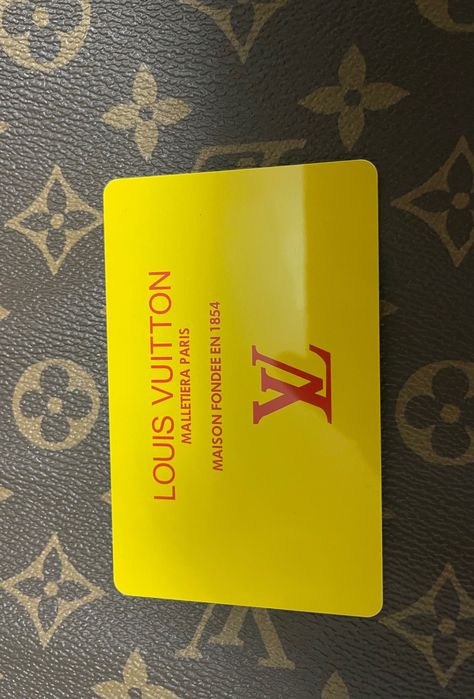 LOUIS VUITTON
MALLETIERA PARIS
MAISON FONDEE EN 1854
LV